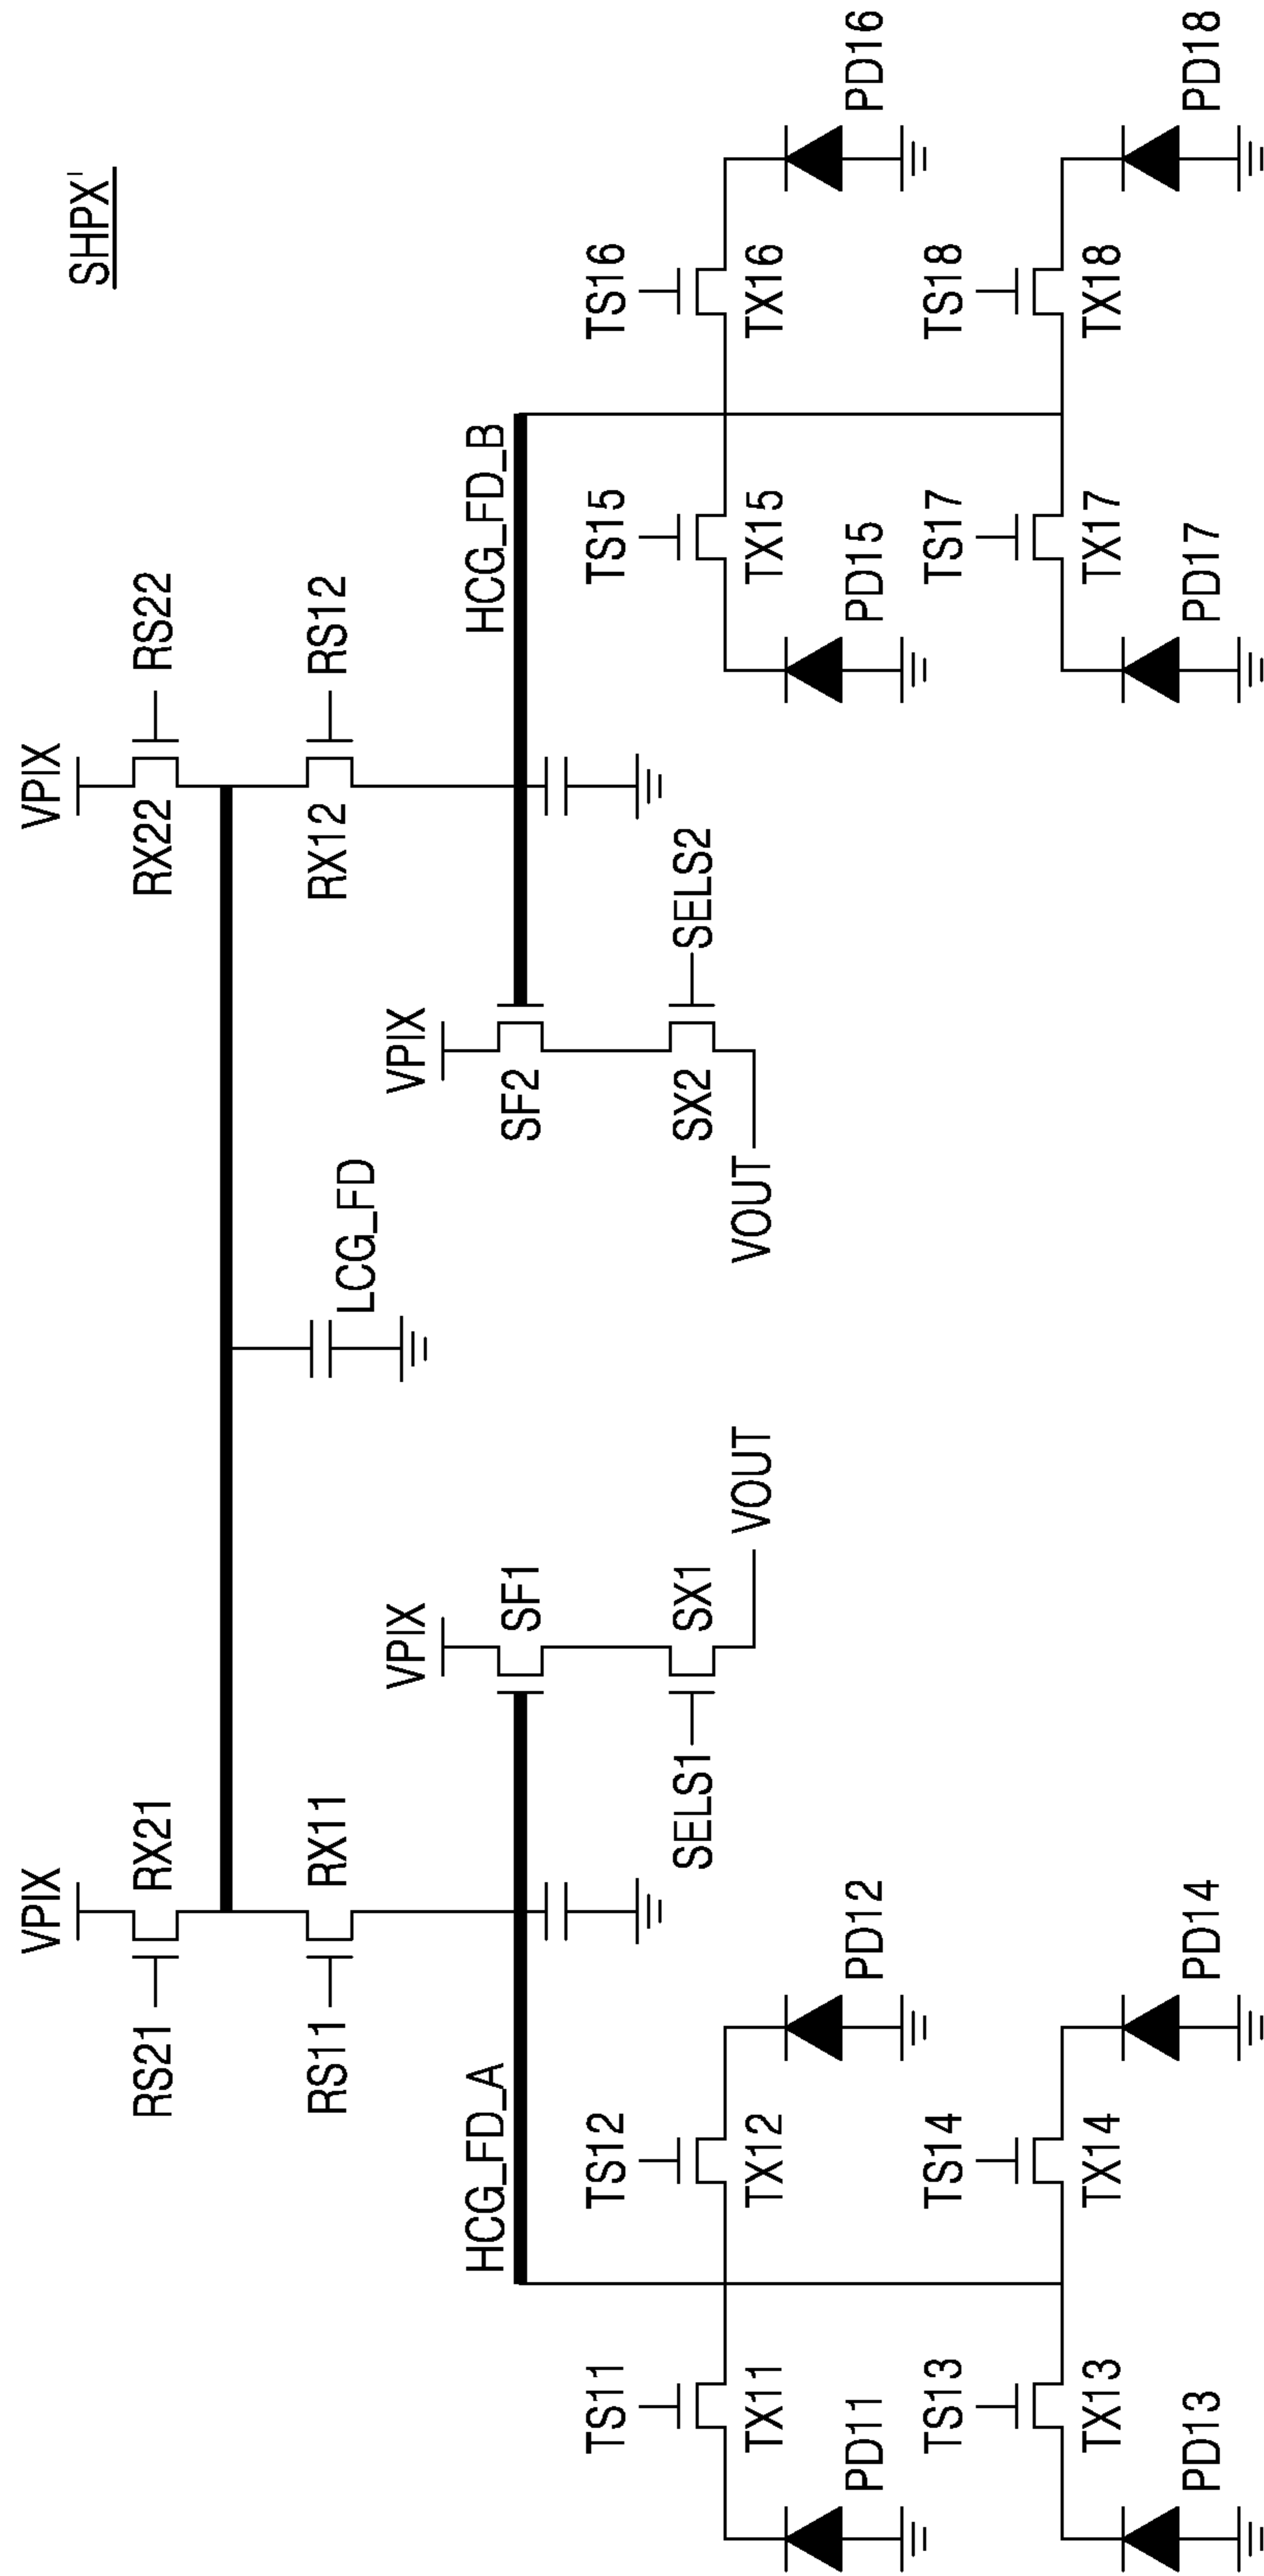 SHPX'
VPIX
VPIX
RS21
RX21
RX22
RS22
RS11
RX11
LCG_FD
RX12
RS12
VPIX
VPIX
HCG_FD_A
SF1
SF2
HCG_FD_B
TS11
TS12
TS15
TS16
SELS1
SX1
SX2
SELS2
TX11
TX12
VOUT
VOUT
TX15
TX16
PD11
PD12
PD15
PD16
TS13
TS14
TS17
TS18
TX13
TX14
TX17
TX18
PD13
PD14
PD17
PD18